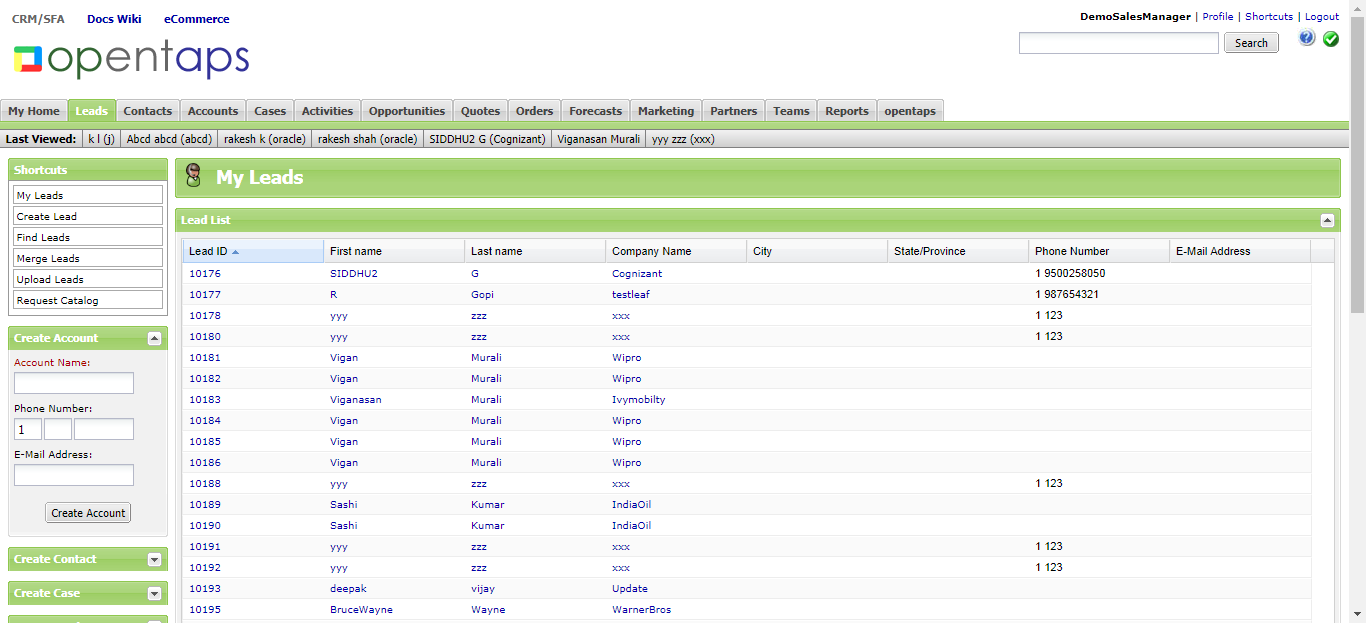 CRM/SFA Docs Wiki eCommerce
DemoSalesManager | Profile | Shortcuts | Logout
opentaps
Search
My Home Leads Contacts Accounts Cases Activities Opportunities Quotes Orders Forecasts Marketing Partners Teams Reports opentaps
Last Viewed: k l (j) Abcd abcd (abcd) rakesh k (oracle) rakesh shah (oracle) SIDDHU2 G (Cognizant) Viganasan Murali yyy zzz (xxx)
Shortcuts
My Leads
Create Lead
Find Leads
Merge Leads
Upload Leads
Request Catalog
Create Account
Account Name:
Phone Number:
1
E-Mail Address:
Create Account
Create Contact
Create Case
My Leads
Lead List
Lead ID First name Last name Company Name City State/Province Phone Number E-Mail Address
10176 SIDDHU2 G Cognizant 1 9500258050
10177 R Gopi testleaf 1 987654321
10178 yyy zzz xxx 1 123
10180 yyy zzz xxx 1 123
10181 Vigan Murali Wipro
10182 Vigan Murali Wipro
10183 Viganasan Murali Ivymobilty
10184 Vigan Murali Wipro
10185 Vigan Murali Wipro
10186 Vigan Murali Wipro
10188 yyy zzz xxx 1 123
10189 Sashi Kumar IndiaOil
10190 Sashi Kumar IndiaOil
10191 yyy zzz xxx 1 123
10192 yyy zzz xxx 1 123
10193 deepak vijay Update
10195 BruceWayne Wayne WarnerBros